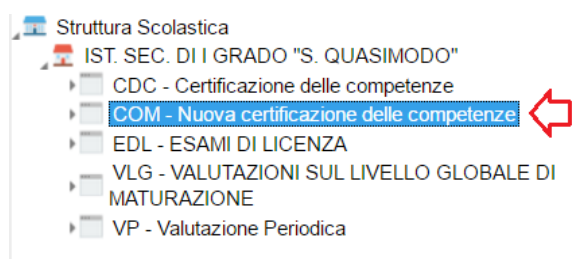 Struttura Scolastica
IST. SEC. DI I GRADO "S. QUASIMODO"
CDC - Certificazione delle competenze
COM - Nuova certificazione delle competenze
EDL - ESAMI DI LICENZA
VLG - VALUTAZIONI SUL LIVELLO GLOBALE DI
MATURAZIONE
VP - Valutazione Periodica